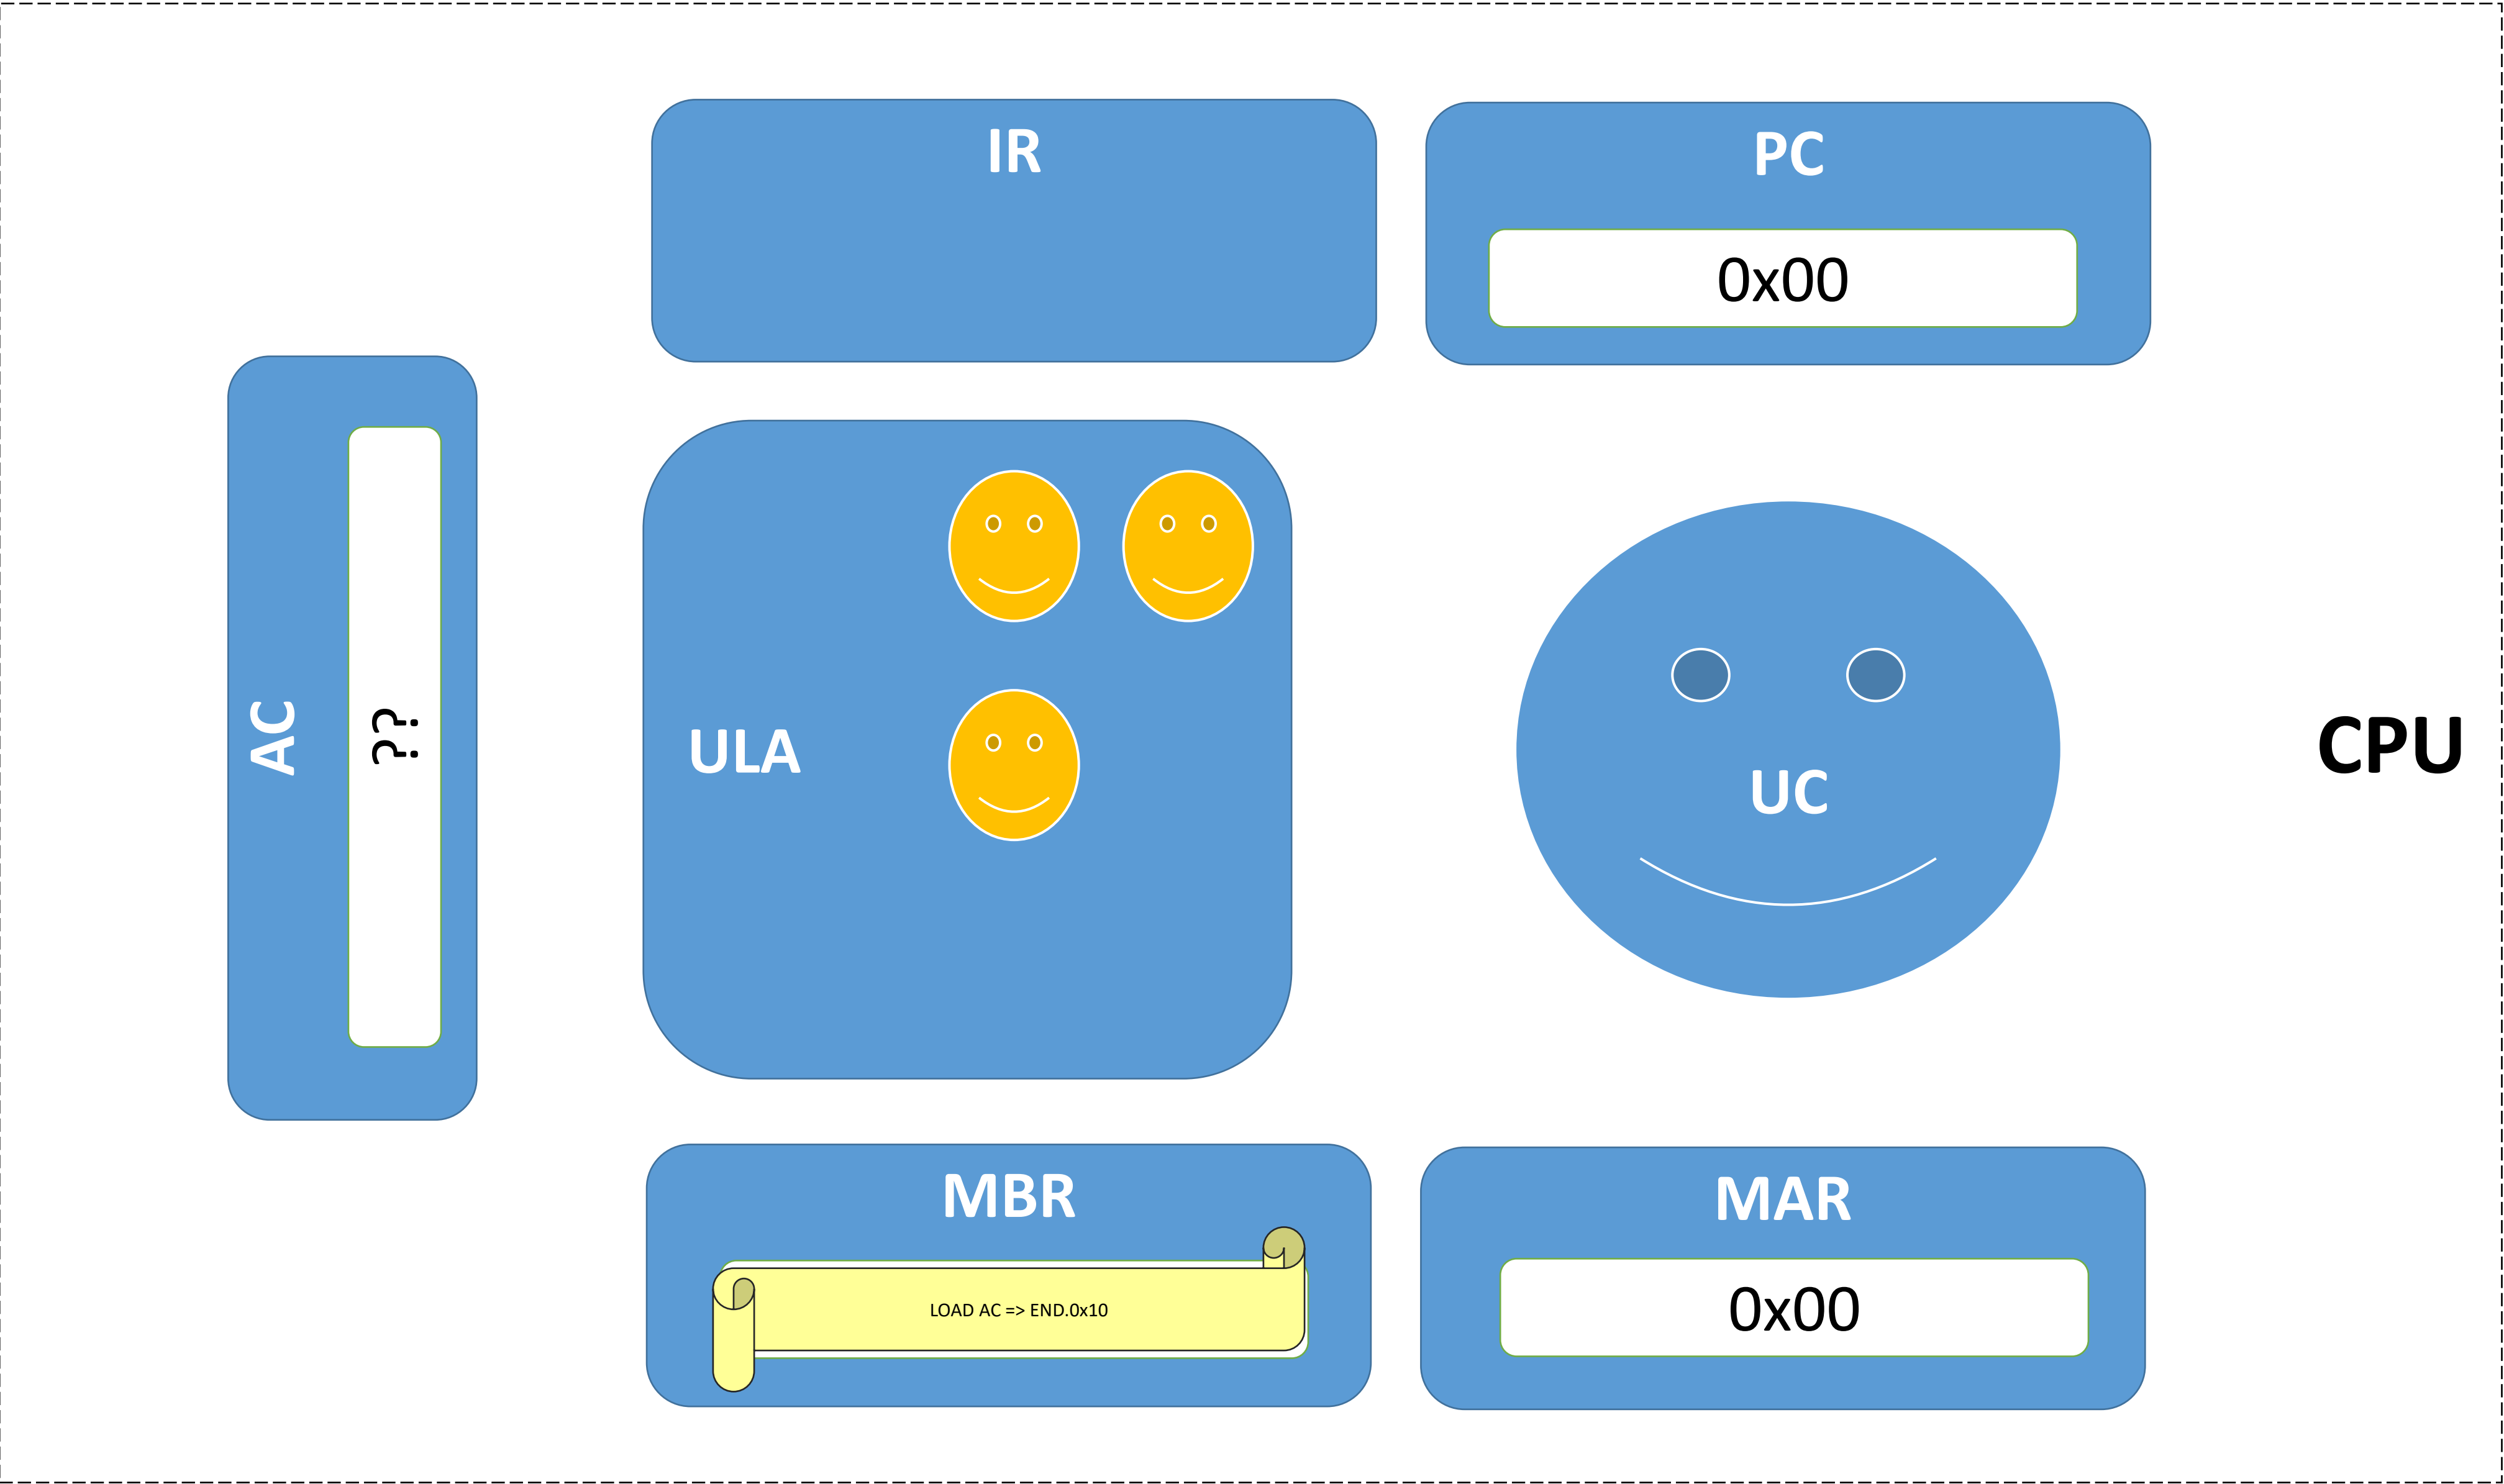 IR
PC
0x00
AC
??
ULA
UC
CPU
MBR
LOAD AC => END.0x10
MAR
0x00